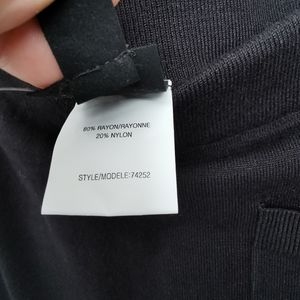 80% RAYON/RAYONNE
20% NYLON
STYLE/MODELE:74252